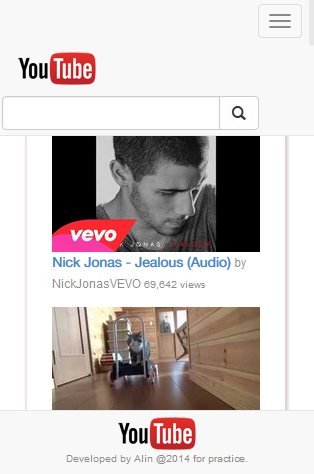 YouTube
vevo
K JONAS JEALOUS
Nick Jonas - Jealous (Audio) by
NickJonasVEVO 69,642 views
YouTube
Developed by Alin @2014 for practice.